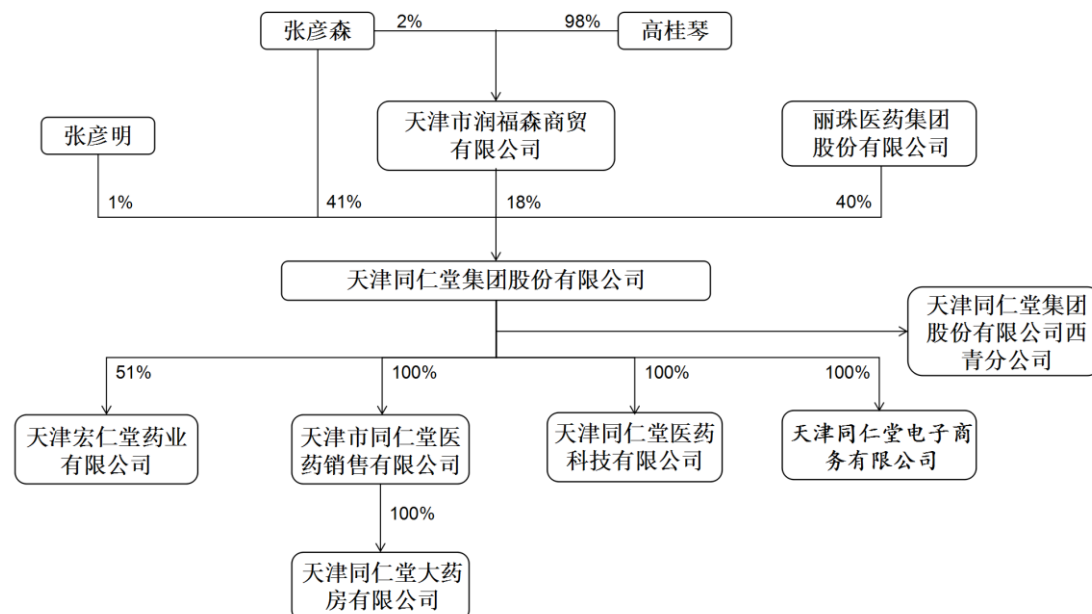 张彦森
2%
98%
高桂琴
张彦明
天津市润福森商贸
有限公司
丽珠医药集团
股份有限公司
1%
41%
18%
40%
天津同仁堂集团股份有限公司
天津同仁堂集团
股份有限公司西
青分公司
51%
100%
100%
100%
天津宏仁堂药业
有限公司
天津市同仁堂医
药销售有限公司
天津同仁堂医药
科技有限公司
天津同仁堂电子商
务有限公司
100%
天津同仁堂大药
房有限公司